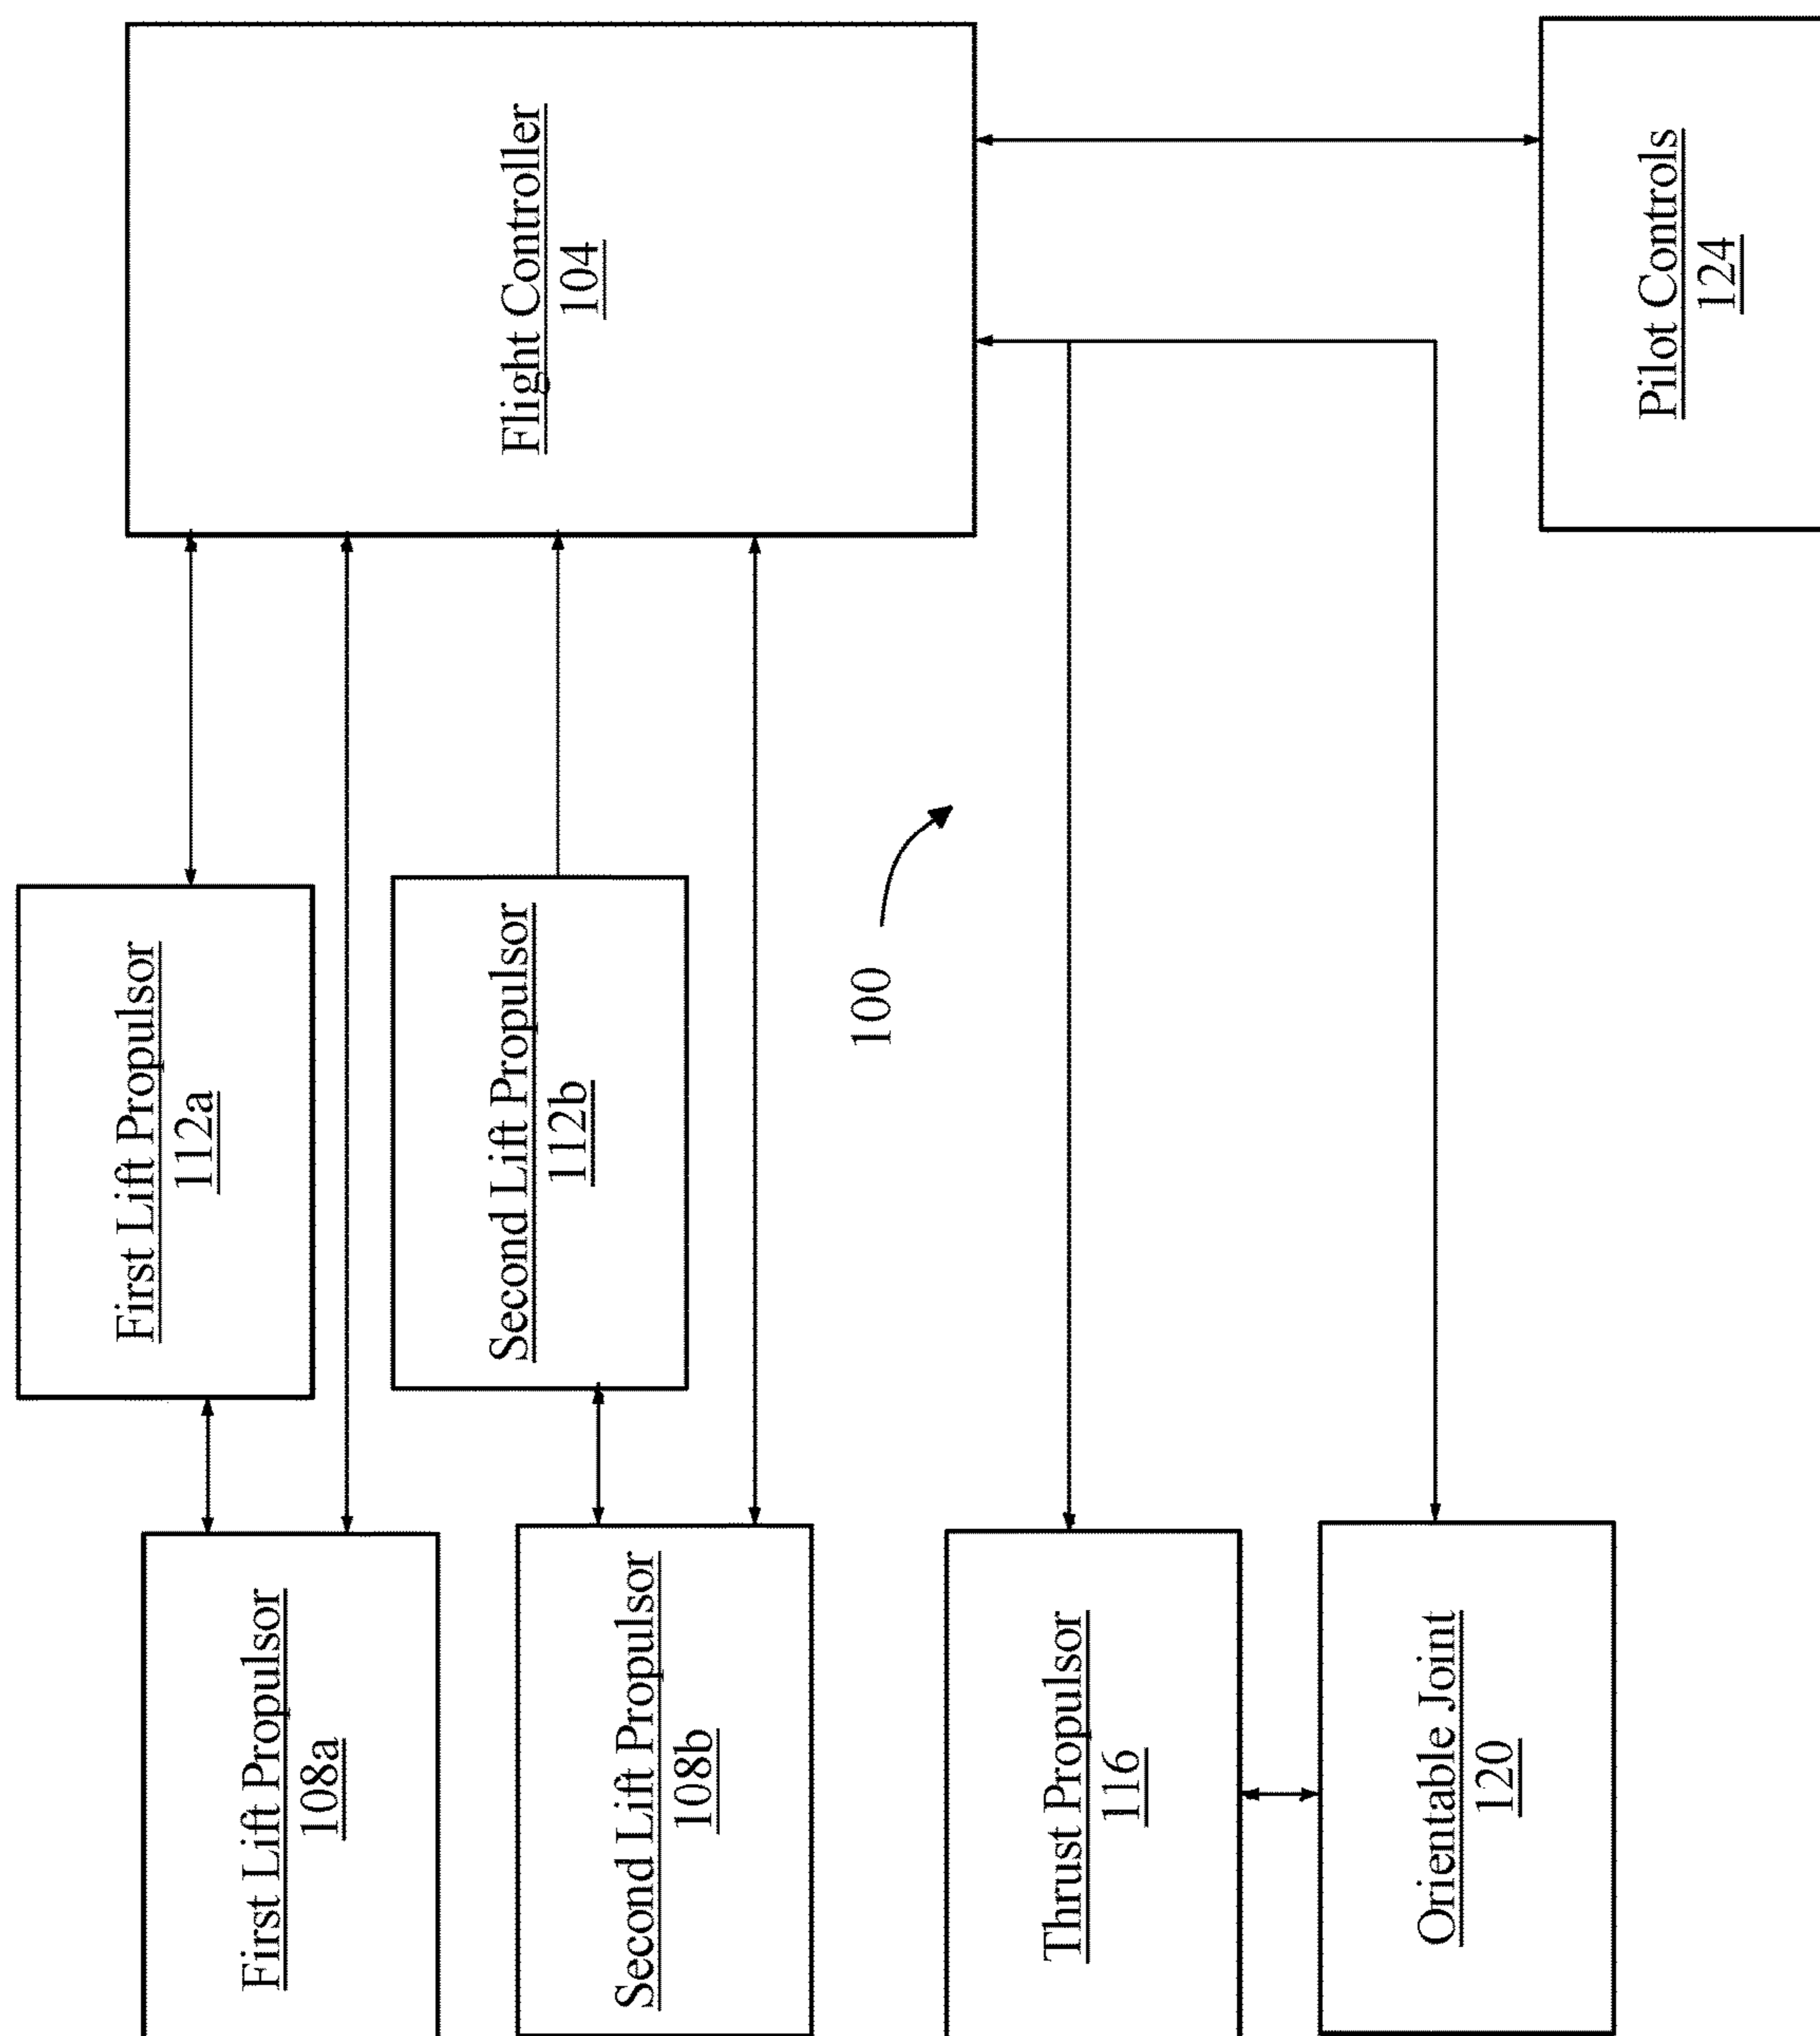 First Lift Propulsor
108a
First Lift Propulsor
112a
Second Lift Propulsor
108b
Second Lift Propulsor
112b
Flight Controller
104
100
Thrust Propulsor
116
Orientable Joint
120
Pilot Controls
124